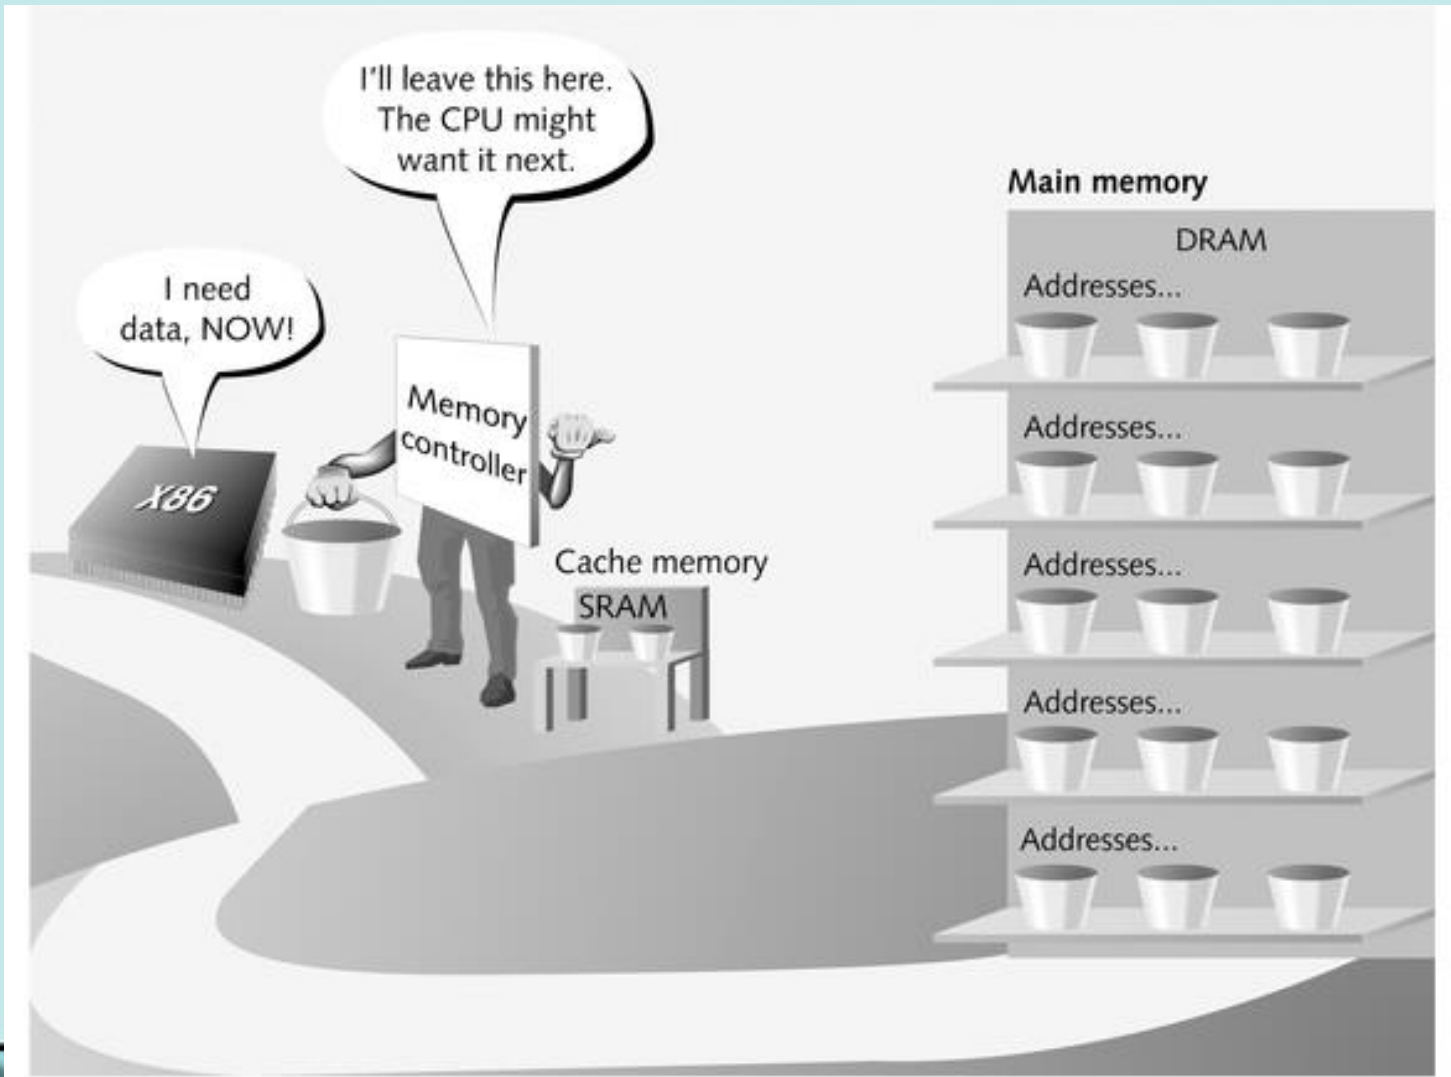 I'll leave this here.
The CPU might
want it next.
I need
data, NOW!
X86
Memory
controller
Cache memory
SRAM
Main memory
DRAM
Addresses...
Addresses...
Addresses...
Addresses...
Addresses...